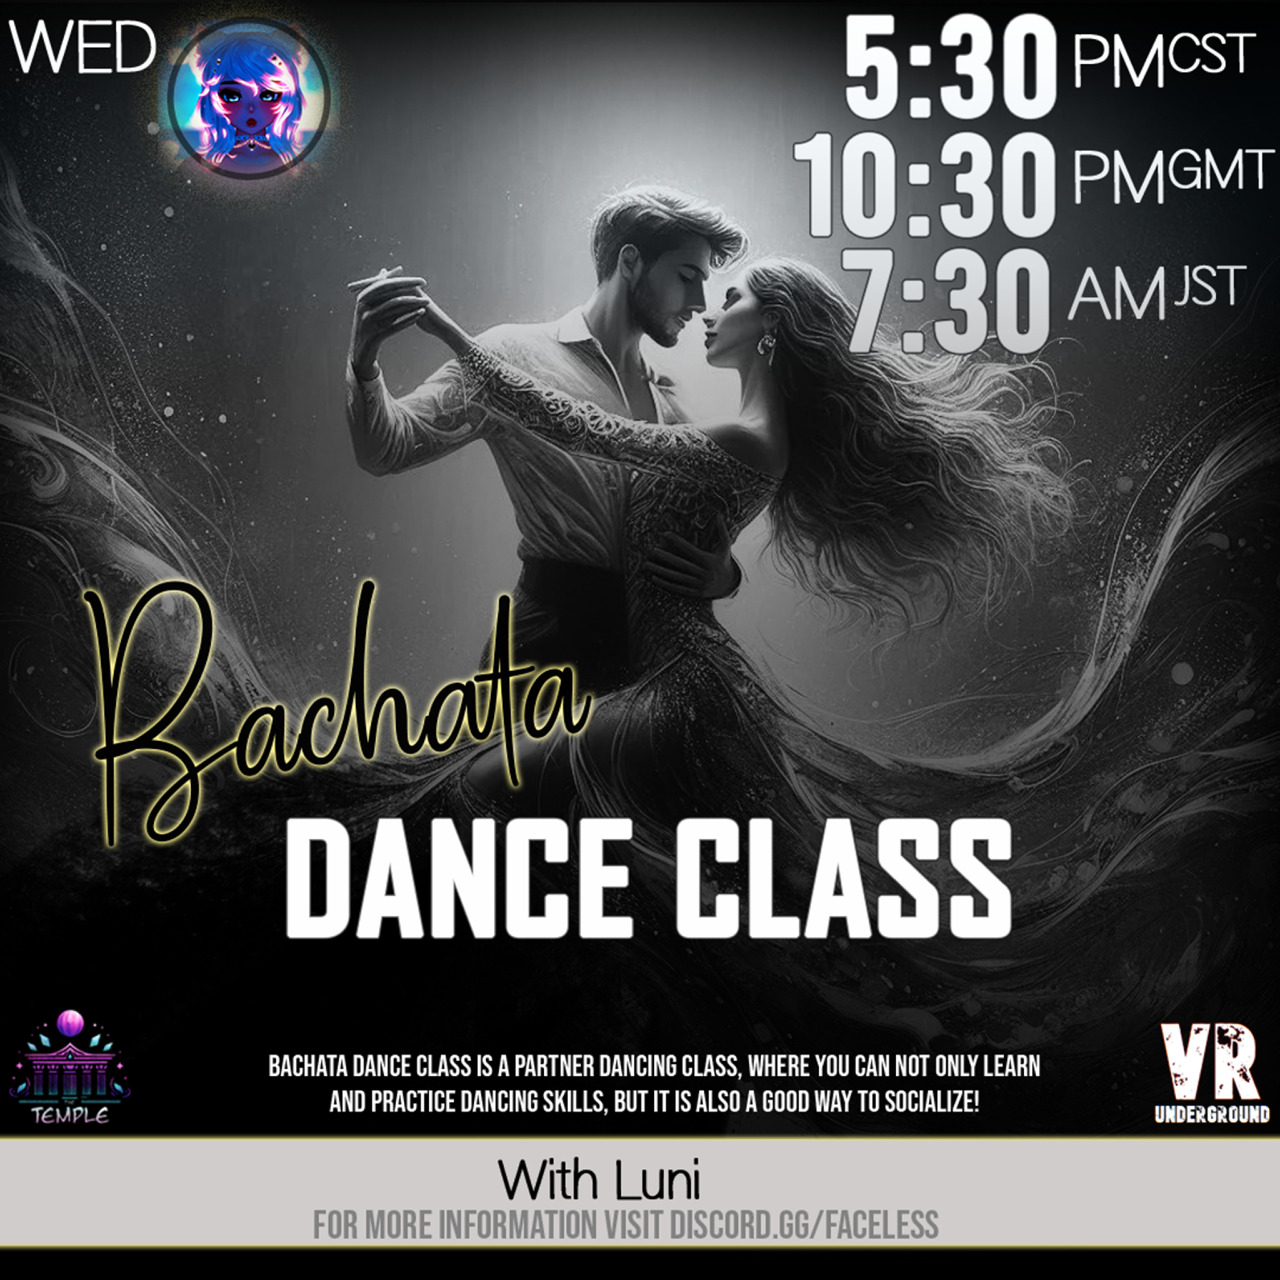 WED
5:30 PM CST
10:30 PM GMT
7:30 AM JST
Bachata
DANCE CLASS
BACHATA DANCE CLASS IS A PARTNER DANCING CLASS, WHERE YOU CAN NOT ONLY LEARN
AND PRACTICE DANCING SKILLS, BUT IT IS ALSO A GOOD WAY TO SOCIALIZE!
THE
TEMPLE
VR
UNDERGROUND
With Luni
FOR MORE INFORMATION VISIT DISCORD.GG/FACELESS